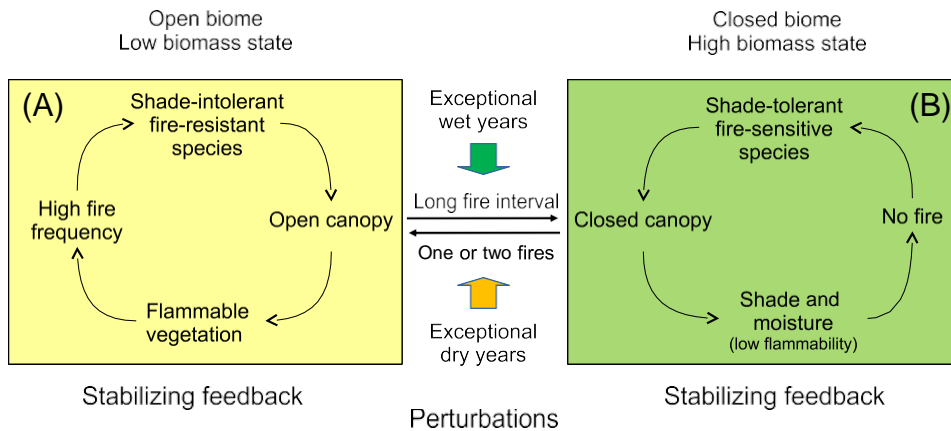 Open biome
Low biomass state
Closed biome
High biomass state
(A)
Shade-intolerant
fire-resistant
species
High fire
frequency
Open canopy
Flammable
vegetation
Stabilizing feedback
Exceptional
wet years
Long fire interval
One or two fires
Exceptional
dry years
Perturbations
(B)
Shade-tolerant
fire-sensitive
species
Closed canopy
No fire
Shade and
moisture
(low flammability)
Stabilizing feedback